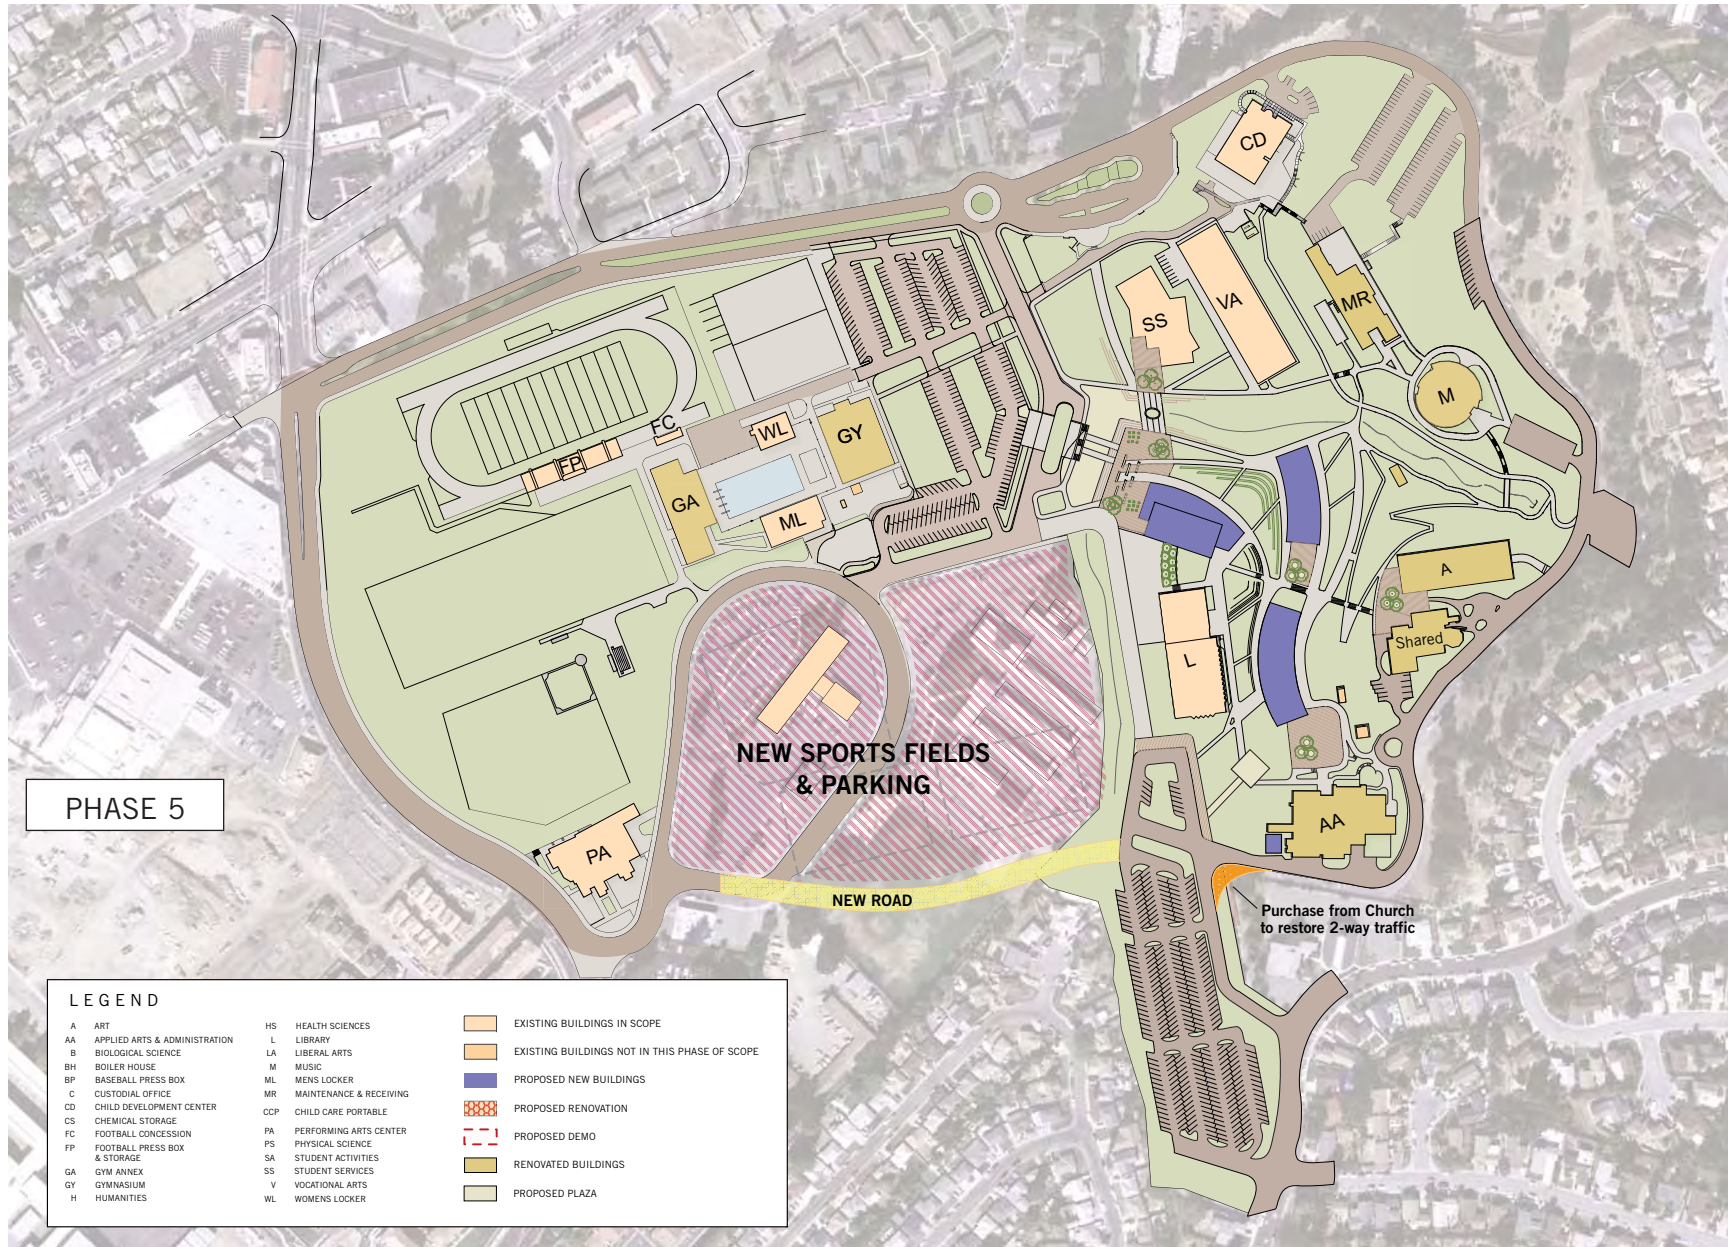 CD
VA
MR
SS
M
FC
WL
GY
FP
GA
ML
A
Shared
L
NEW SPORTS FIELDS
& PARKING
PHASE 5
AA
PA
NEW ROAD
Purchase from Church
to restore 2-way traffic
LEGEND
A ART
AA APPLIED ARTS & ADMINISTRATION
B BIOLOGICAL SCIENCE
BH BOILER HOUSE
BP BASEBALL PRESS BOX
C CUSTODIAL OFFICE
CD CHILD DEVELOPMENT CENTER
CS CHEMICAL STORAGE
FC FOOTBALL CONCESSION
FP FOOTBALL PRESS BOX
& STORAGE
GA GYM ANNEX
GY GYMNASIUM
H HUMANITIES
HS HEALTH SCIENCES
L LIBRARY
LA LIBERAL ARTS
M MUSIC
ML MENS LOCKER
MR MAINTENANCE & RECEIVING
CCP CHILD CARE PORTABLE
PA PERFORMING ARTS CENTER
PS PHYSICAL SCIENCE
SA STUDENT ACTIVITIES
SS STUDENT SERVICES
V VOCATIONAL ARTS
WL WOMENS LOCKER
EXISTING BUILDINGS IN SCOPE
EXISTING BUILDINGS NOT IN THIS PHASE OF SCOPE
PROPOSED NEW BUILDINGS
PROPOSED RENOVATION
PROPOSED DEMO
RENOVATED BUILDINGS
PROPOSED PLAZA